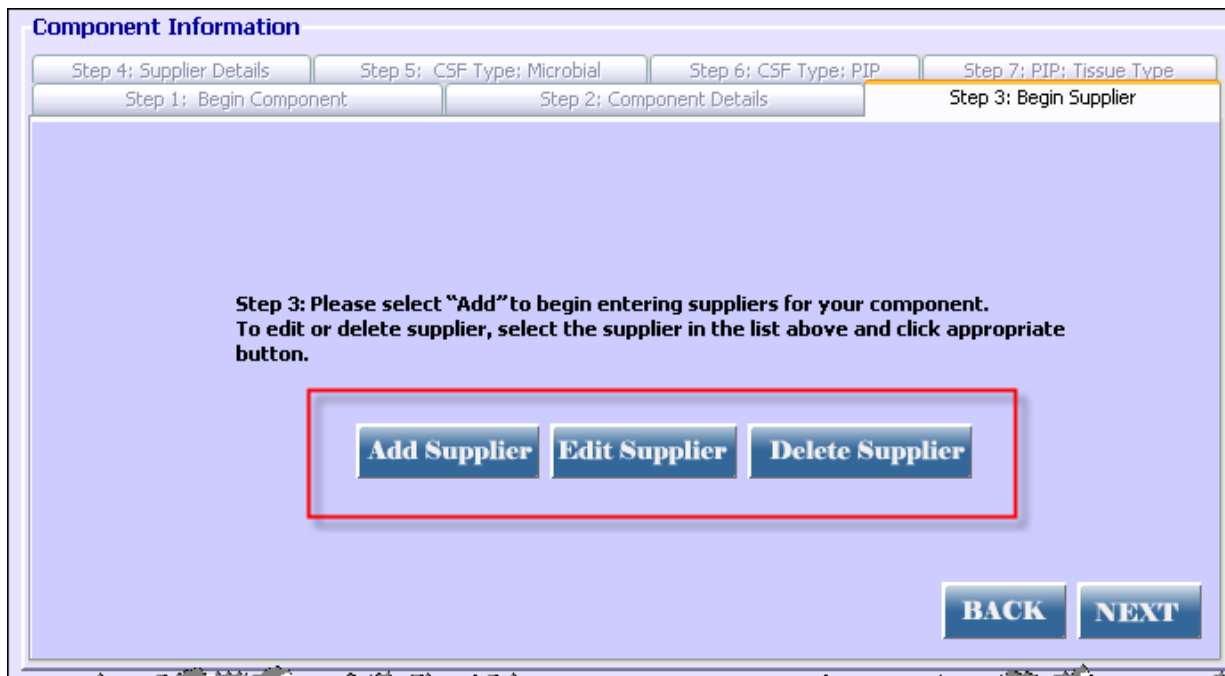 Component Information
Step 4: Supplier Details Step 5: CSF Type: Microbial Step 6: CSF Type: PIP Step 7: PIP: Tissue Type
Step 1: Begin Component Step 2: Component Details Step 3: Begin Supplier
Step 3: Please select “Add” to begin entering suppliers for your component.
To edit or delete supplier, select the supplier in the list above and click appropriate
button.
Add Supplier Edit Supplier Delete Supplier
BACK NEXT